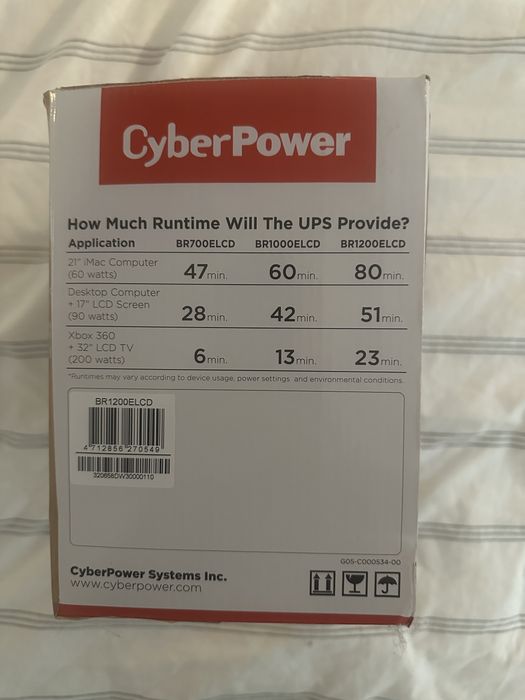 CyberPower
How Much Runtime Will The UPS Provide?
Application BR700ELCD BR1000ELCD BR1200ELCD
21" iMac Computer
(60 watts) 47min. 60min. 80min.
Desktop Computer
+ 17" LCD Screen
(90 watts) 28min. 42min. 51min.
Xbox 360
+ 32" LCD TV
(200 watts) 6min. 13min. 23min.
*Runtimes may vary according to device usage, power settings and environmental conditions.
BR1200ELCD
4 712856 270549
320658DW30000110
G05-C000534-00
CyberPower Systems Inc.
www.cyberpower.com